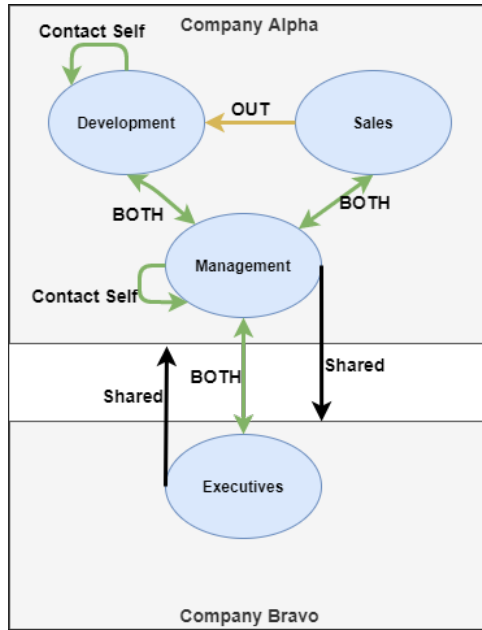 Company Alpha
Contact Self
Development
OUT
Sales
BOTH
BOTH
Management
Contact Self
BOTH
Shared
Shared
Executives
Company Bravo